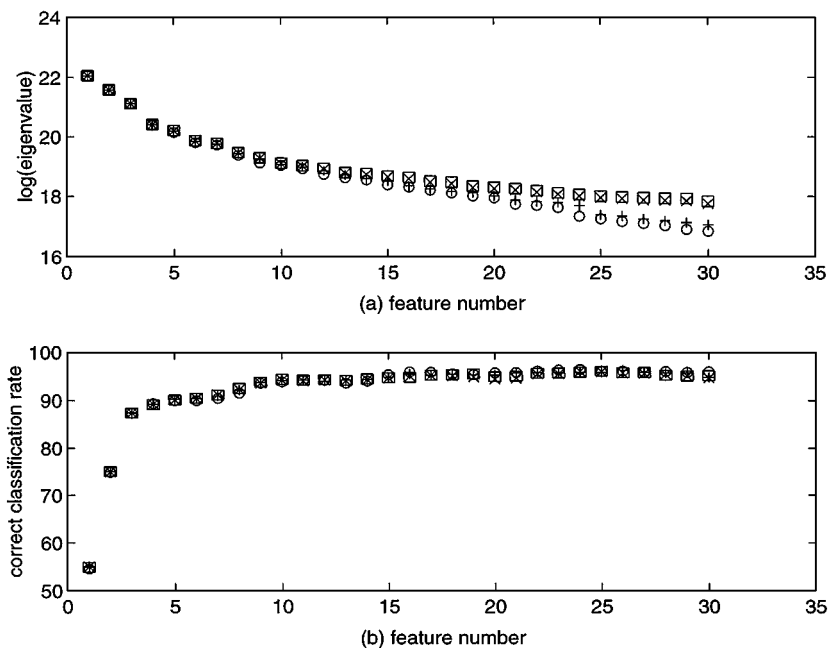 24
22
20
18
16
log(eigenvalue)
0 5 10 15 20 25 30 35
(a) feature number
100
90
80
70
60
50
correct classification rate
0 5 10 15 20 25 30 35
(b) feature number